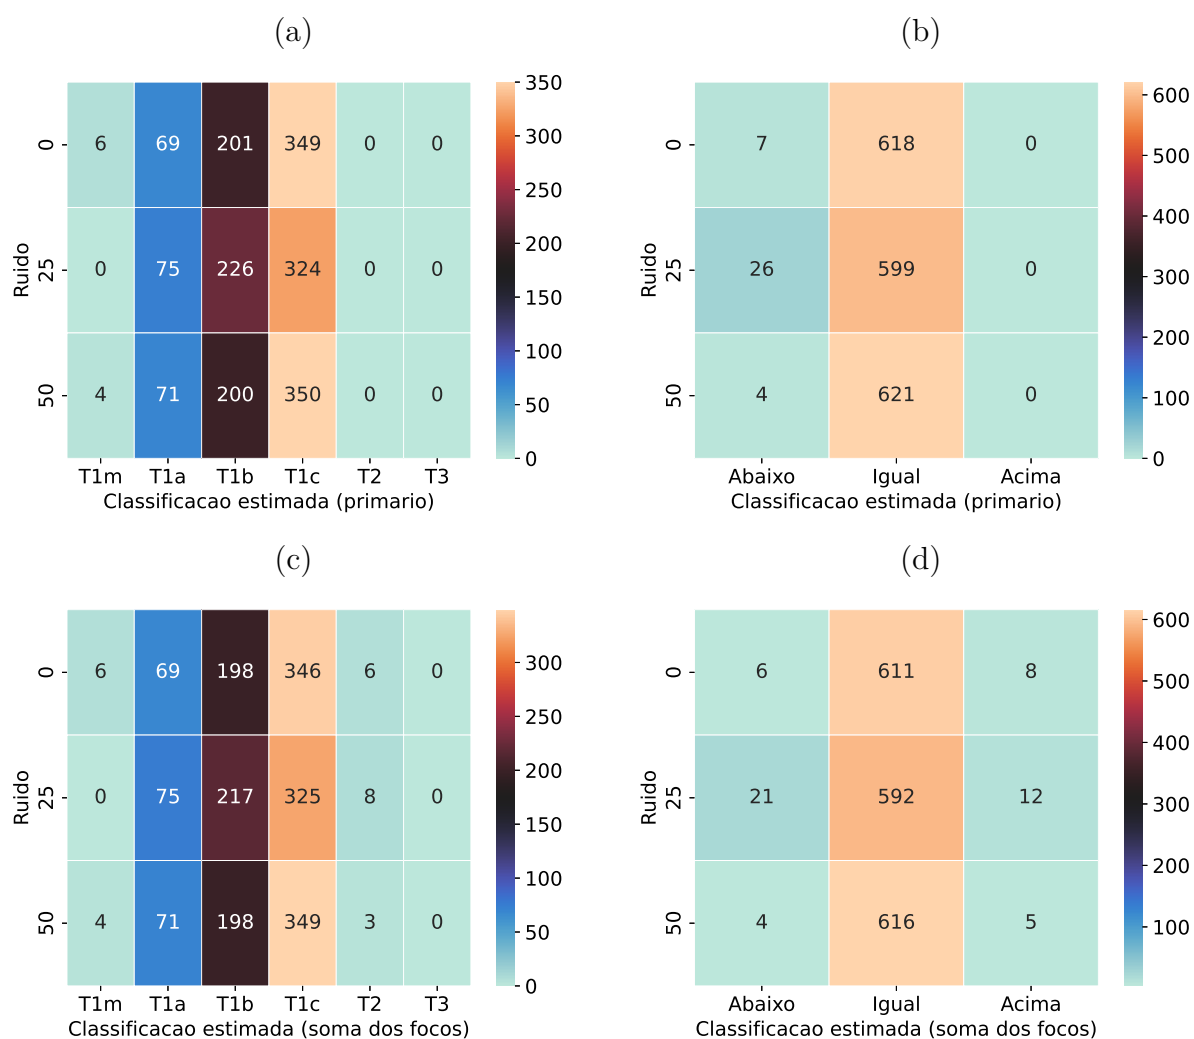 (a)
350
300
250
200
150
100
50
0
0
6 69 201 349 0 0
25
0 75 226 324 0 0
50
4 71 200 350 0 0
Ruido
T1m T1a T1b T1c T2 T3
Classificacao estimada (primario)
(b)
600
500
400
300
200
100
0
0
7 618 0
25
26 599 0
50
4 621 0
Ruido
Abaixo Igual Acima
Classificacao estimada (primario)
(c)
300
250
200
150
100
50
0
0
6 69 198 346 6 0
25
0 75 217 325 8 0
50
4 71 198 349 3 0
Ruido
T1m T1a T1b T1c T2 T3
Classificacao estimada (soma dos focos)
(d)
600
500
400
300
200
100
0
6 611 8
25
21 592 12
50
4 616 5
Ruido
Abaixo Igual Acima
Classificacao estimada (soma dos focos)